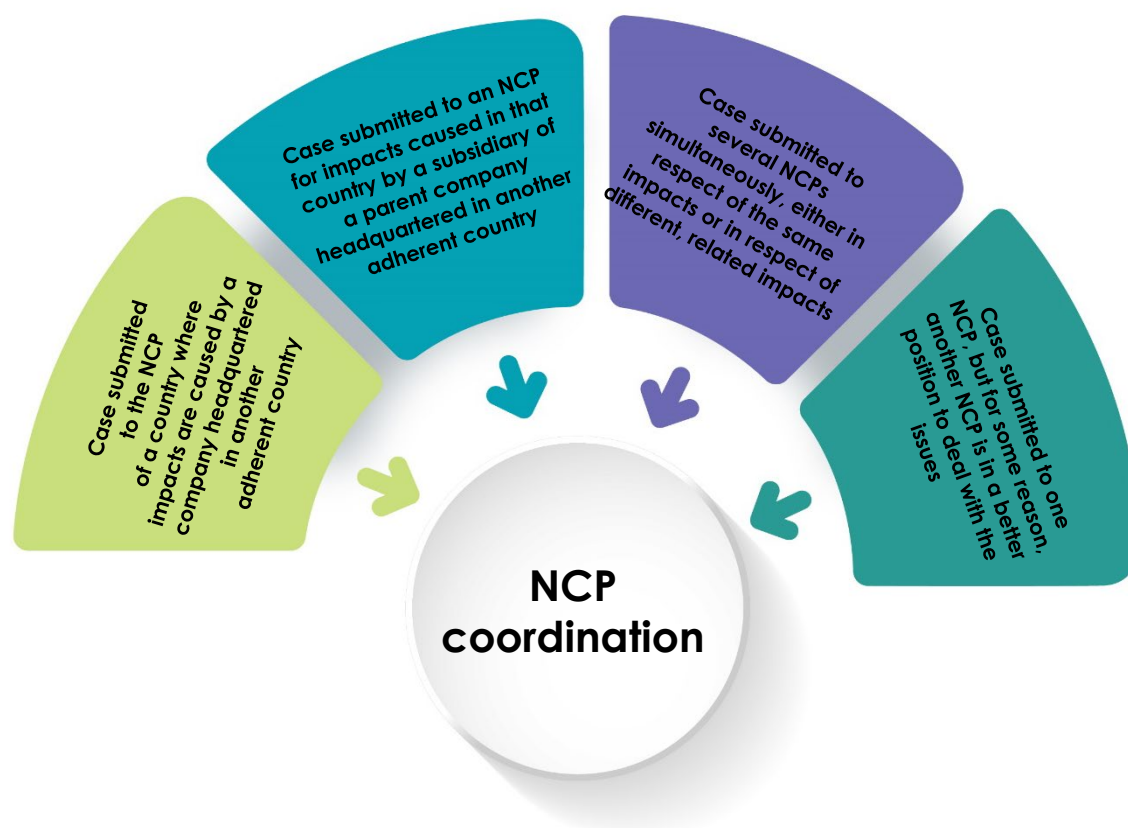 Case submitted
to the NCP
of a country where
impacts are caused by a
company headquartered
in another
adherent country
Case submitted to an NCP
for impacts caused in that
country by a subsidiary of
a parent company
headquartered in another
adherent country
Case submitted to
several NCPs
simultaneously, either in
respect of the same
impacts or in respect of
different, related impacts
Case submitted to one
NCP, but for some reason,
another NCP is in a better
position to deal with the
issues
NCP
coordination